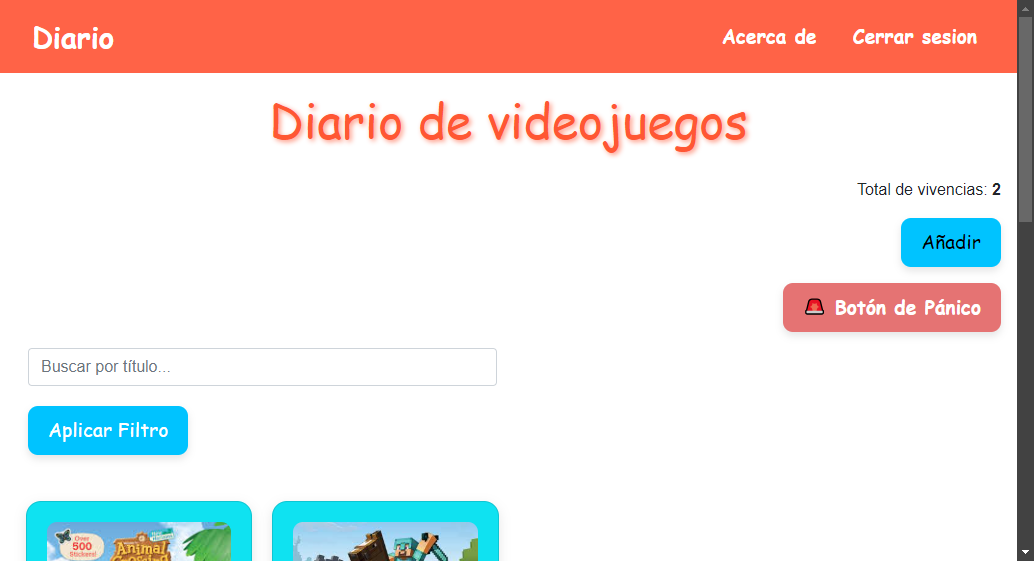 Diario
Acerca de
Cerrar sesion
Diario de videojuegos
Total de vivencias: 2
Añadir
🚨 Botón de Pánico
Buscar por título...
Aplicar Filtro
Over
500
Stickers!
Animal
Crossing